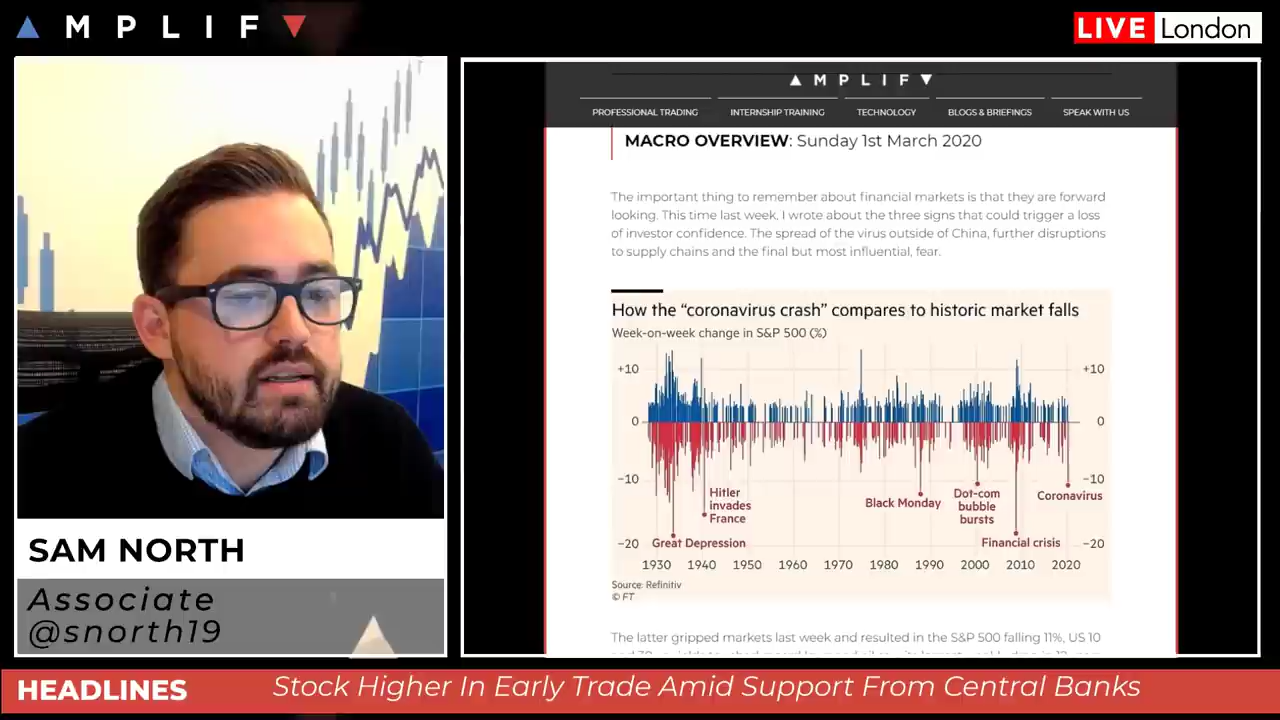 AMPLIFY
LIVE London
SAM NORTH
Associate
@snorth19
AMPLIFY
PROFESSIONAL TRADING
INTERNSHIP TRAINING
TECHNOLOGY
BLOGS & BRIEFINGS
SPEAK WITH US
MACRO OVERVIEW: Sunday 1st March 2020
The important thing to remember about financial markets is that they are forward
looking. This time last week, I wrote about the three signs that could trigger a loss
of investor confidence. The spread of the virus outside of China, further disruptions
to supply chains and the final but most influential, fear.
How the “coronavirus crash” compares to historic market falls
Week-on-week change in S&P 500 (%)
+10
+10
0
0
−10
−10
Hitler
invades
France
Black Monday
Dot-com
bubble
bursts
Coronavirus
−20
Great Depression
Financial crisis
−20
1930 1940 1950 1960 1970 1980 1990 2000 2010 2020
Source: Refinitiv
© FT
The latter gripped markets last week and resulted in the S&P 500 falling 11%, US 10
HEADLINES
Stock Higher In Early Trade Amid Support From Central Banks